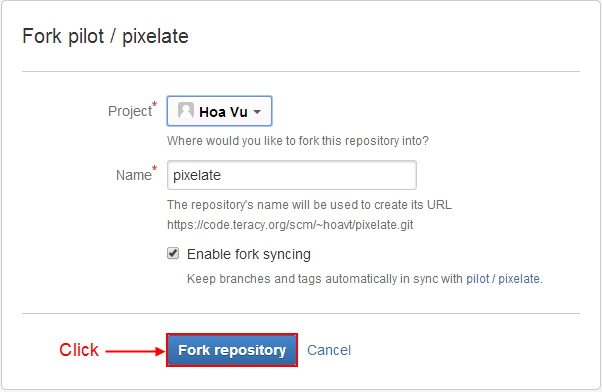 Fork pilot / pixelate
Project* Hoa Vu
Where would you like to fork this repository into?
Name* pixelate
The repository's name will be used to create its URL
https://code.teracy.org/scm/~hoavt/pixelate.git
Enable fork syncing
Keep branches and tags automatically in sync with pilot / pixelate.
Click Fork repository Cancel